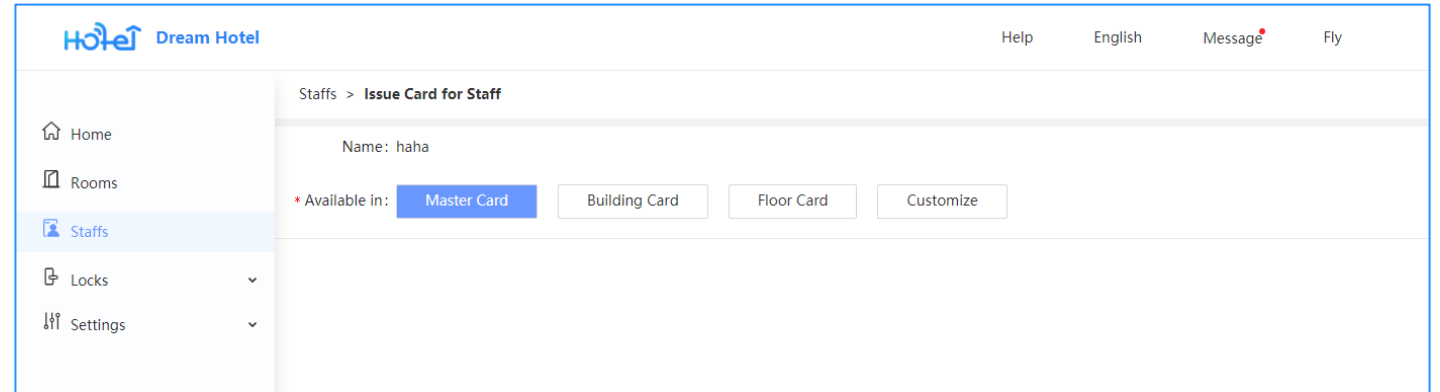 Hotel Dream Hotel Help English Message Fly
Staffs > Issue Card for Staff
Home
Name: haha
Rooms
* Available in: Master Card Building Card Floor Card Customize
Staffs
Locks
Settings